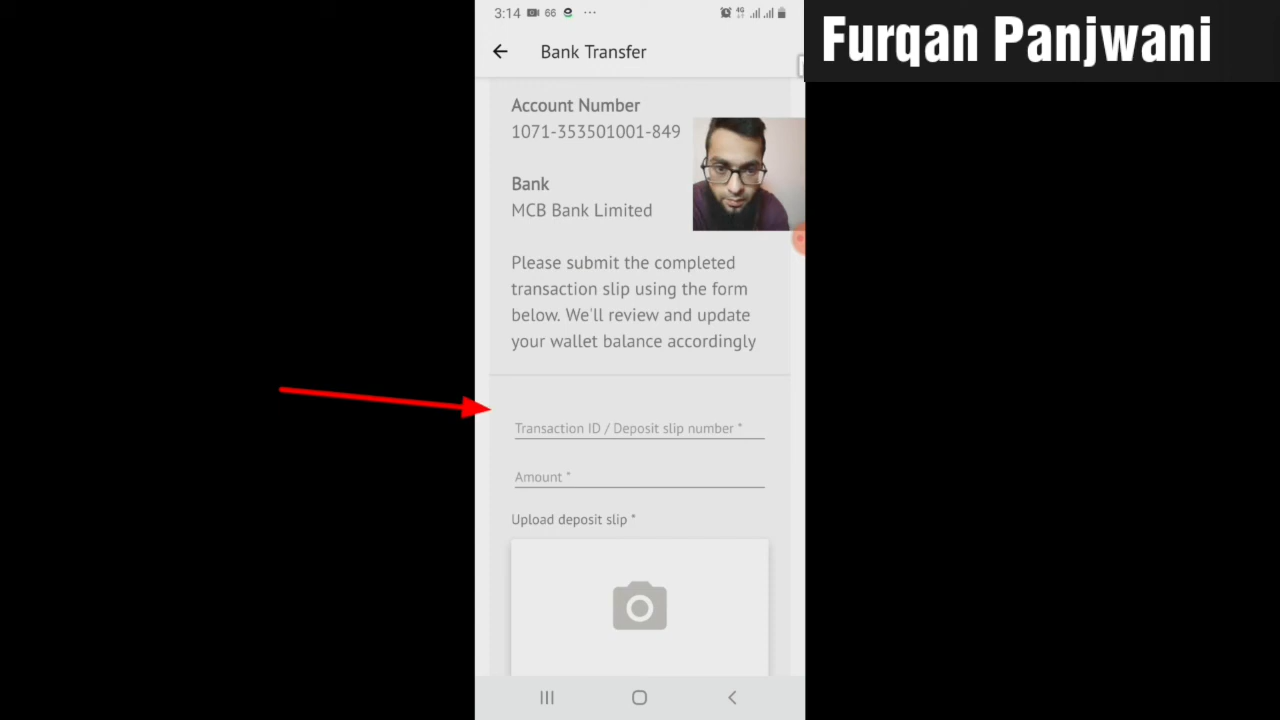 3:14 66 ... 4G
Furqan Panjwani
Bank Transfer
Account Number
1071-353501001-849
Bank
MCB Bank Limited
Please submit the completed
transaction slip using the form
below. We'll review and update
your wallet balance accordingly
Transaction ID / Deposit slip number *
Amount *
Upload deposit slip *